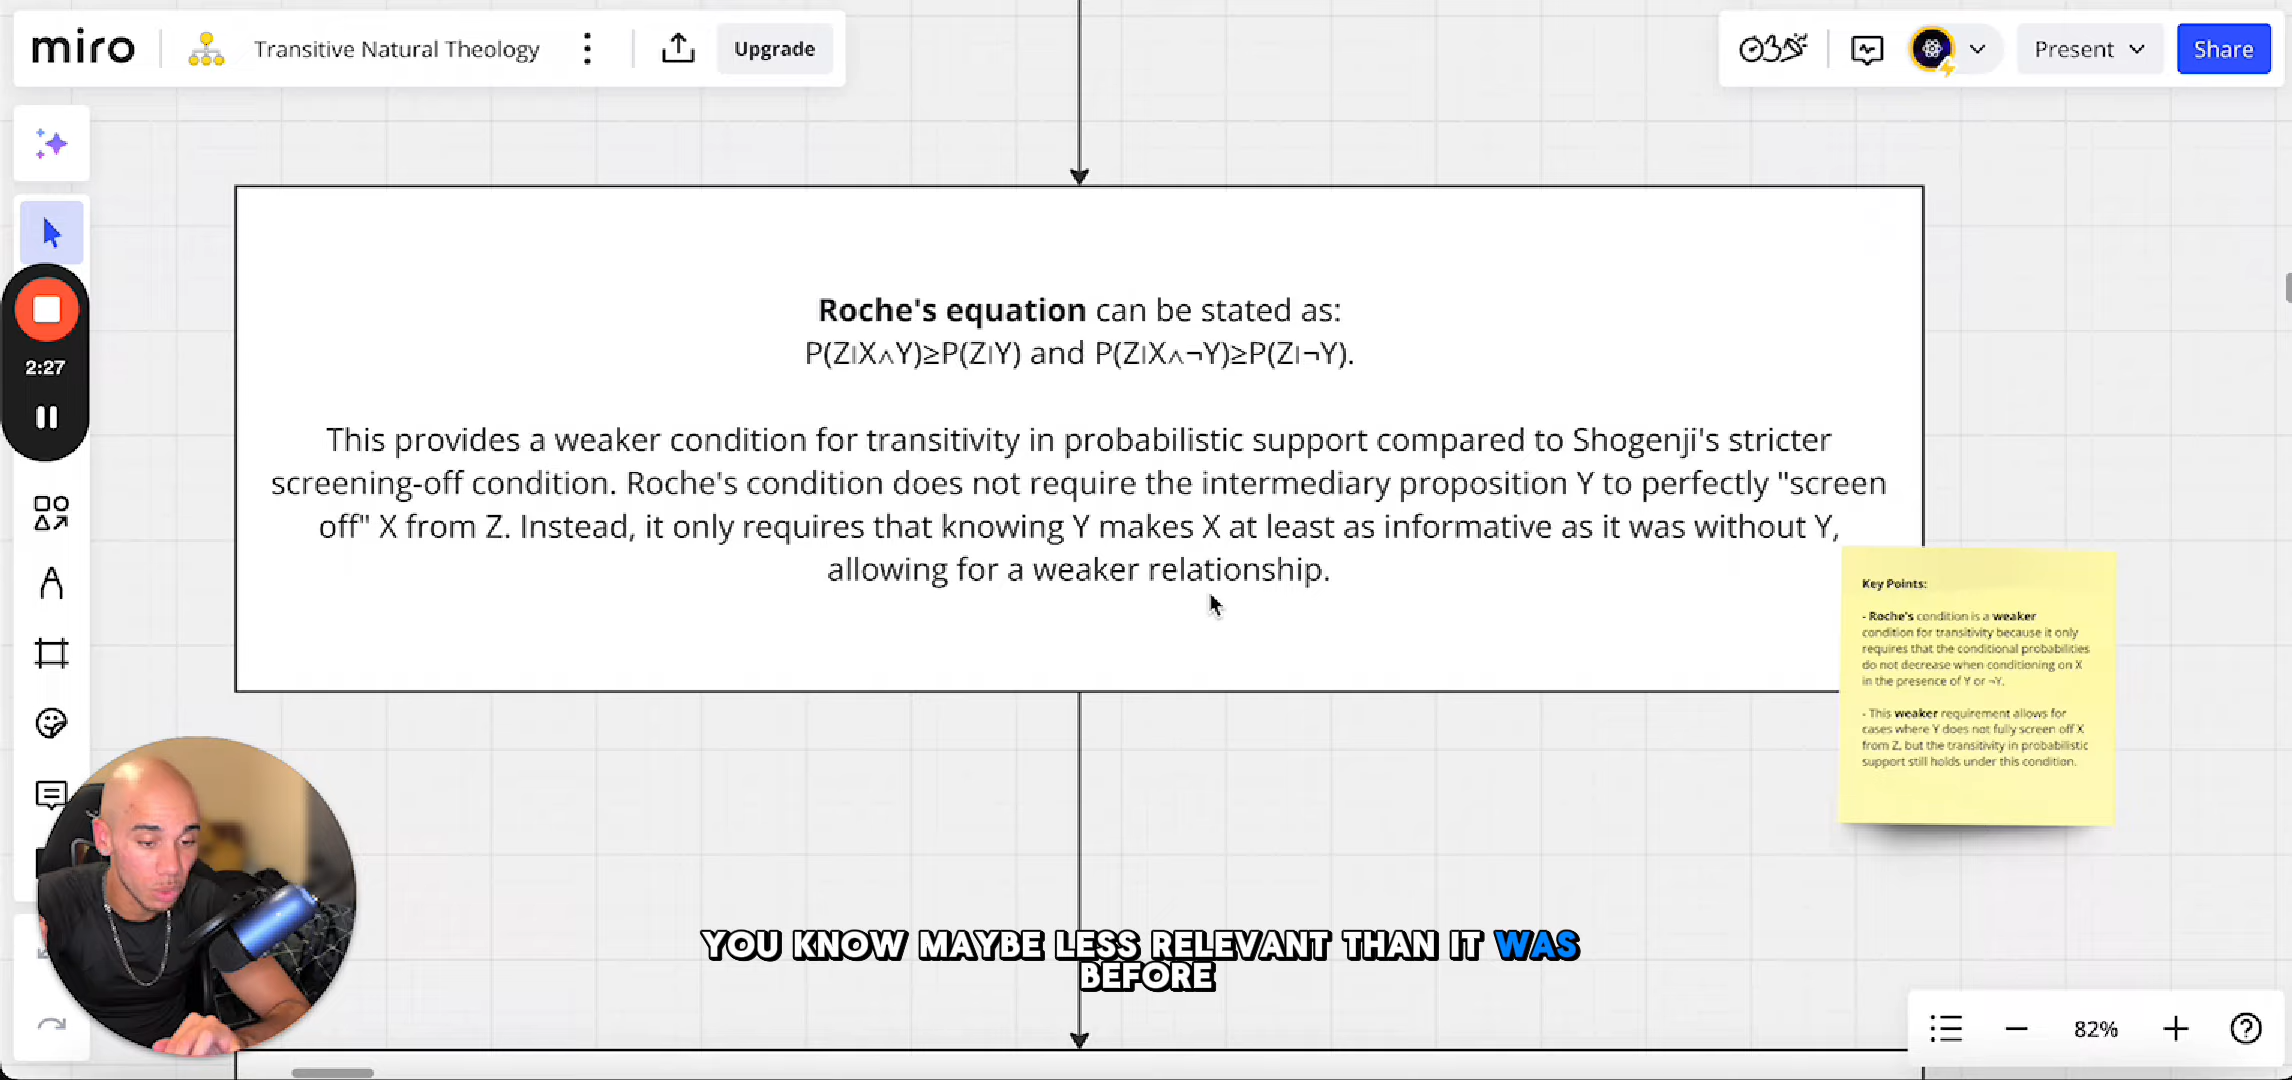 miro
Transitive Natural Theology
Upgrade
Present
Share
2:27
Roche's equation can be stated as:
P(Z|X∧Y)≥P(Z|Y) and P(Z|X∧¬Y)≥P(Z|¬Y).
This provides a weaker condition for transitivity in probabilistic support compared to Shogenji's stricter
screening-off condition. Roche's condition does not require the intermediary proposition Y to perfectly "screen
off" X from Z. Instead, it only requires that knowing Y makes X at least as informative as it was without Y,
allowing for a weaker relationship.
Key Points:
- Roche's condition is a weaker
condition for transitivity because it only
requires that the conditional probabilities
do not decrease when conditioning on X
in the presence of Y or ¬Y.
- This weaker requirement allows for
cases where Y does not fully screen off X
from Z, but the transitivity in probabilistic
support still holds under this condition.
YOU KNOW MAYBE LESS RELEVANT THAN IT WAS
BEFORE
82%